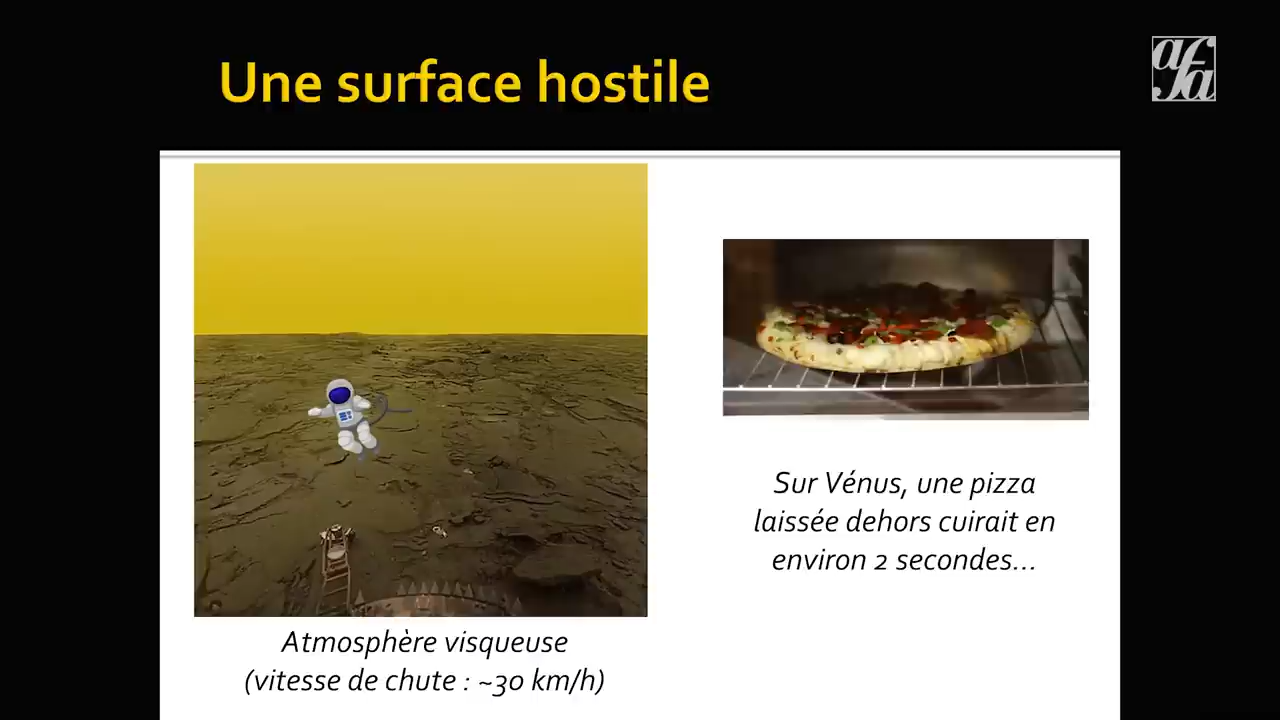 Une surface hostile
afa
Atmosphère visqueuse
(vitesse de chute : ~30 km/h)
Sur Vénus, une pizza
laissée dehors cuirait en
environ 2 secondes...